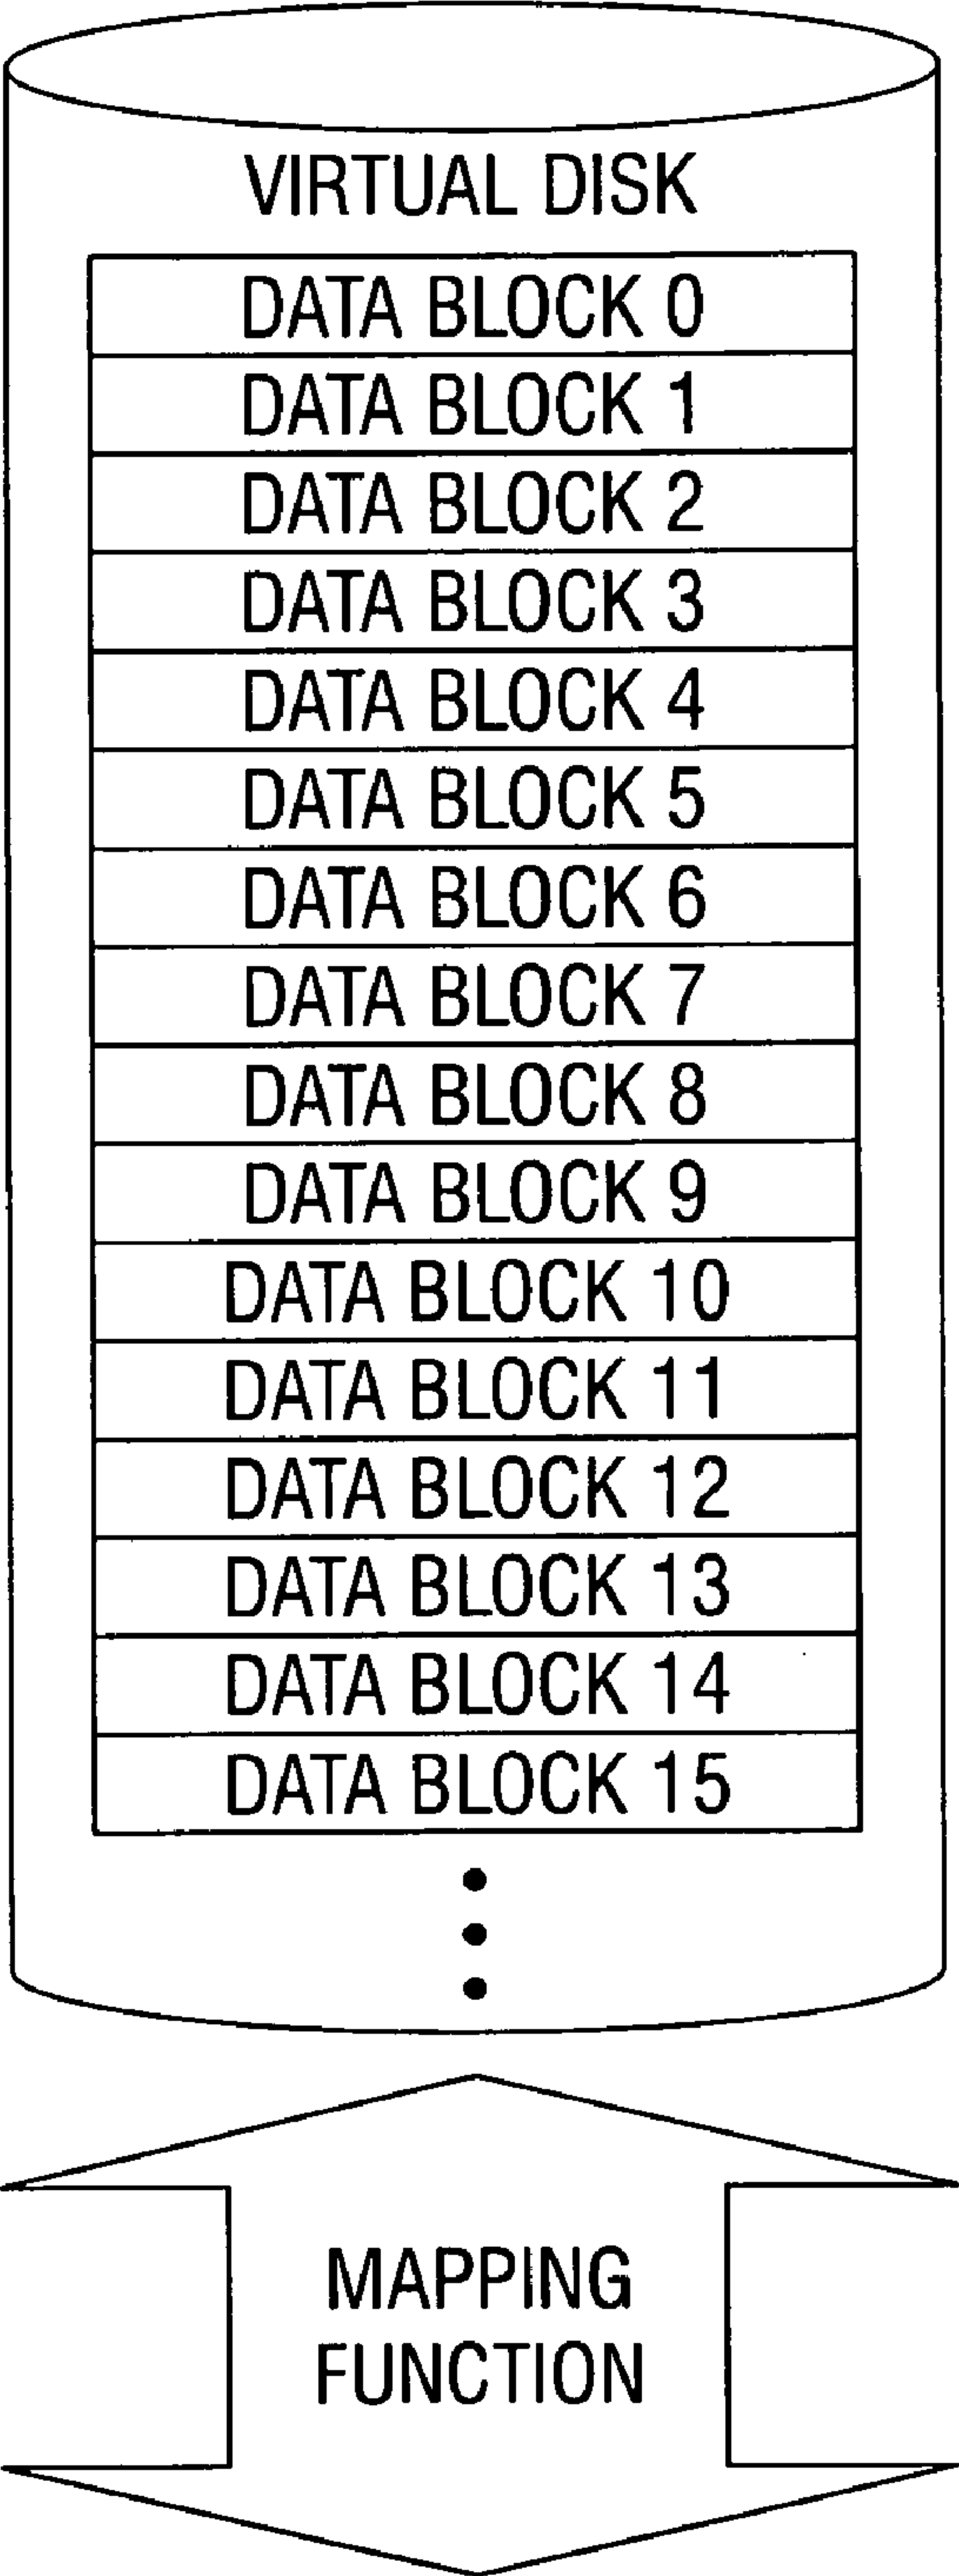 VIRTUAL DISK
DATA BLOCK 0
DATA BLOCK 1
DATA BLOCK 2
DATA BLOCK 3
DATA BLOCK 4
DATA BLOCK 5
DATA BLOCK 6
DATA BLOCK 7
DATA BLOCK 8
DATA BLOCK 9
DATA BLOCK 10
DATA BLOCK 11
DATA BLOCK 12
DATA BLOCK 13
DATA BLOCK 14
DATA BLOCK 15
MAPPING
FUNCTION